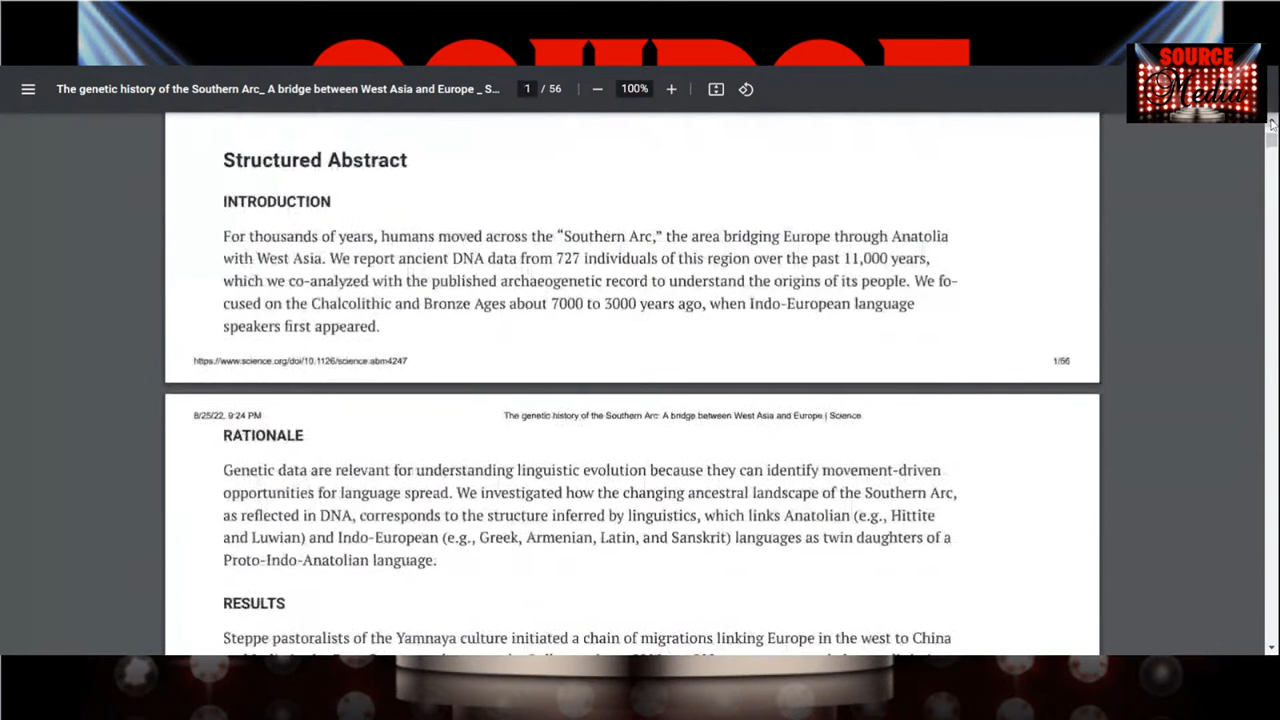 SOURCE
SOURCE
Media
The genetic history of the Southern Arc_ A bridge between West Asia and Europe _ S...
1 / 56
100%
Structured Abstract
INTRODUCTION
For thousands of years, humans moved across the “Southern Arc,” the area bridging Europe through Anatolia
with West Asia. We report ancient DNA data from 727 individuals of this region over the past 11,000 years,
which we co-analyzed with the published archaeogenetic record to understand the origins of its people. We fo-
cused on the Chalcolithic and Bronze Ages about 7000 to 3000 years ago, when Indo-European language
speakers first appeared.
https://www.science.org/doi/10.1126/science.abm4247
1/56
8/25/22, 9:24 PM
The genetic history of the Southern Arc: A bridge between West Asia and Europe | Science
RATIONALE
Genetic data are relevant for understanding linguistic evolution because they can identify movement-driven
opportunities for language spread. We investigated how the changing ancestral landscape of the Southern Arc,
as reflected in DNA, corresponds to the structure inferred by linguistics, which links Anatolian (e.g., Hittite
and Luwian) and Indo-European (e.g., Greek, Armenian, Latin, and Sanskrit) languages as twin daughters of a
Proto-Indo-Anatolian language.
RESULTS
Steppe pastoralists of the Yamnaya culture initiated a chain of migrations linking Europe in the west to China